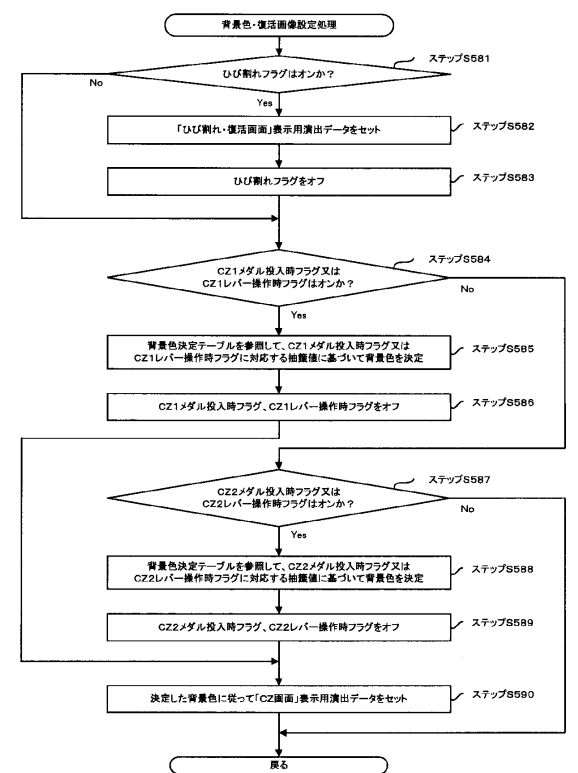 背景色・復活画像設定処理
ステップS581
ひび割れフラグはオンか？
No
Yes
ステップS582
「ひび割れ・復活画面」表示用演出データをセット
ステップS583
ひび割れフラグをオフ
ステップS584
CZ1メダル投入時フラグ又は
CZ1レバー操作時フラグはオンか？
No
Yes
背景色決定テーブルを参照して、CZ1メダル投入時フラグ又は
CZ1レバー操作時フラグに対応する抽籤値に基づいて背景色を決定
ステップS585
CZ1メダル投入時フラグ、CZ1レバー操作時フラグをオフ
ステップS586
ステップS587
CZ2メダル投入時フラグ又は
CZ2レバー操作時フラグはオンか？
No
Yes
背景色決定テーブルを参照して、CZ2メダル投入時フラグ又は
CZ2レバー操作時フラグに対応する抽籤値に基づいて背景色を決定
ステップS588
CZ2メダル投入時フラグ、CZ2レバー操作時フラグをオフ
ステップS589
決定した背景色に従って「CZ画面」表示用演出データをセット
ステップS590
戻る